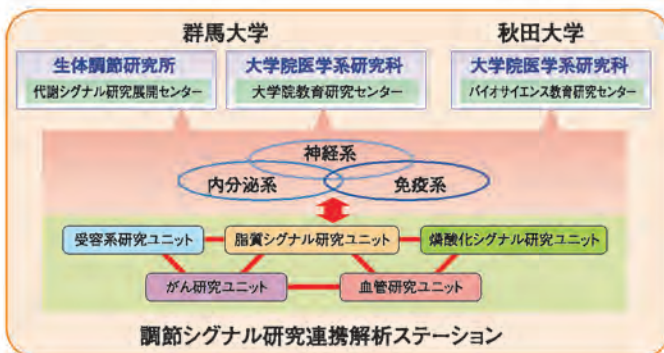 群馬大学
秋田大学
生体調節研究所
代謝シグナル研究展開センター
大学院医学系研究科
大学院教育研究センター
大学院医学系研究科
バイオサイエンス教育研究センター
神経系
内分泌系
免疫系
受容系研究ユニット
脂質シグナル研究ユニット
燐酸化シグナル研究ユニット
がん研究ユニット
血管研究ユニット
調節シグナル研究連携解析ステーション